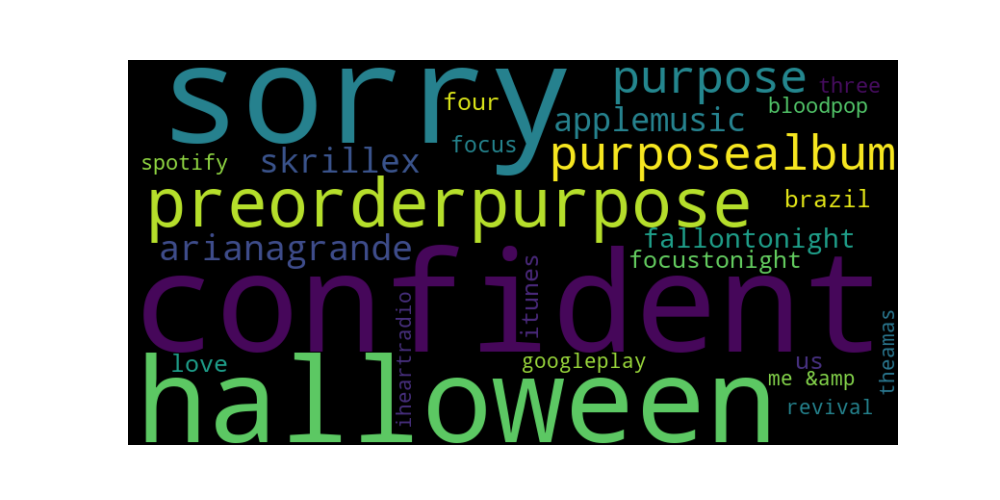 sorry
purpose
three
four
bloodpop
applemusic
focus
purposealbum
spotify
skrillex
preorderpurpose
brazil
arianagrande
fallontonight
focustonight
confident
itunes
iheartradio
theamas
halloween
love
googleplay
us
me &amp
revival